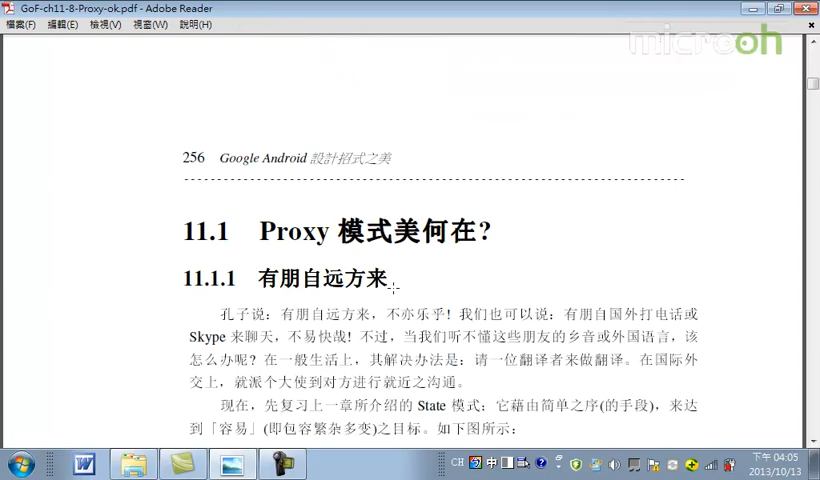 GoF-ch11-8-Proxy-ok.pdf - Adobe Reader
檔案(F) 編輯(E) 檢視(V) 視窗(W) 說明(H)
microoh
256 Google Android 設計招式之美
11.1 Proxy 模式美何在?
11.1.1 有朋自远方来
孔子说：有朋自远方来，不亦乐乎! 我们也可以说：有朋自国外打电话或
Skype 来聊天，不易快哉! 不过，当我们听不懂这些朋友的乡音或外国语言，该
怎么办呢? 在一般生活上，其解决办法是：请一位翻译者来做翻译。在国际外
交上，就派个大使到对方进行就近之沟通。
现在，先复习上一章所介绍的 State 模式：它藉由简单之序(的手段)，来达
到「容易」(即包容繁杂多变)之目标。如下图所示：
CH 中
下午 04:05
2013/10/13